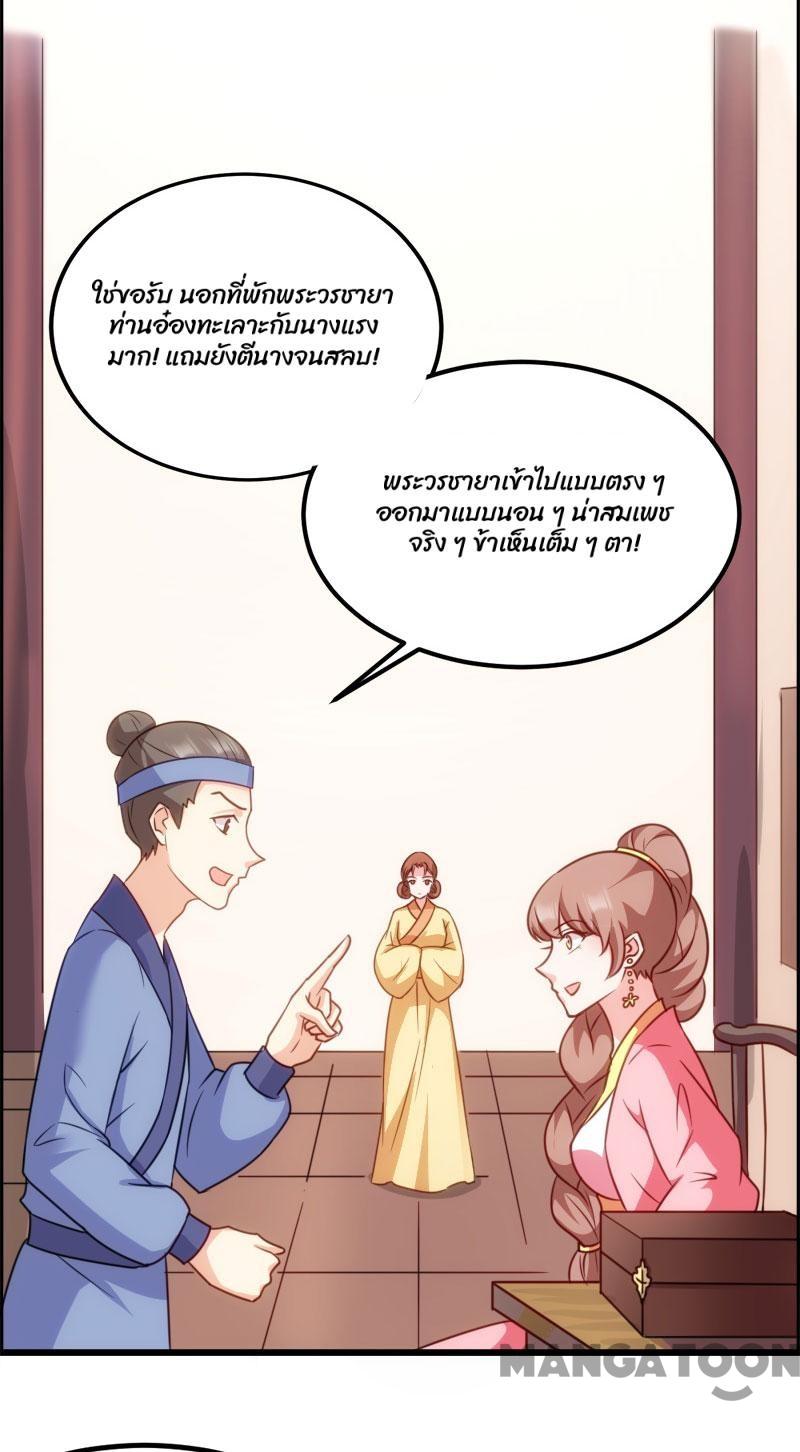 ใช่ขอรับ นอกที่พักพระวรชายา
ท่านอ๋องทะเลาะกับนางแรง
มาก! แถมยังตีนางจนสลบ!
พระวรชายาเข้าไปแบบตรง ๆ
ออกมาแบบนอน ๆ น่าสมเพช
จริง ๆ ข้าเห็นเต็ม ๆ ตา!
MANGATOON